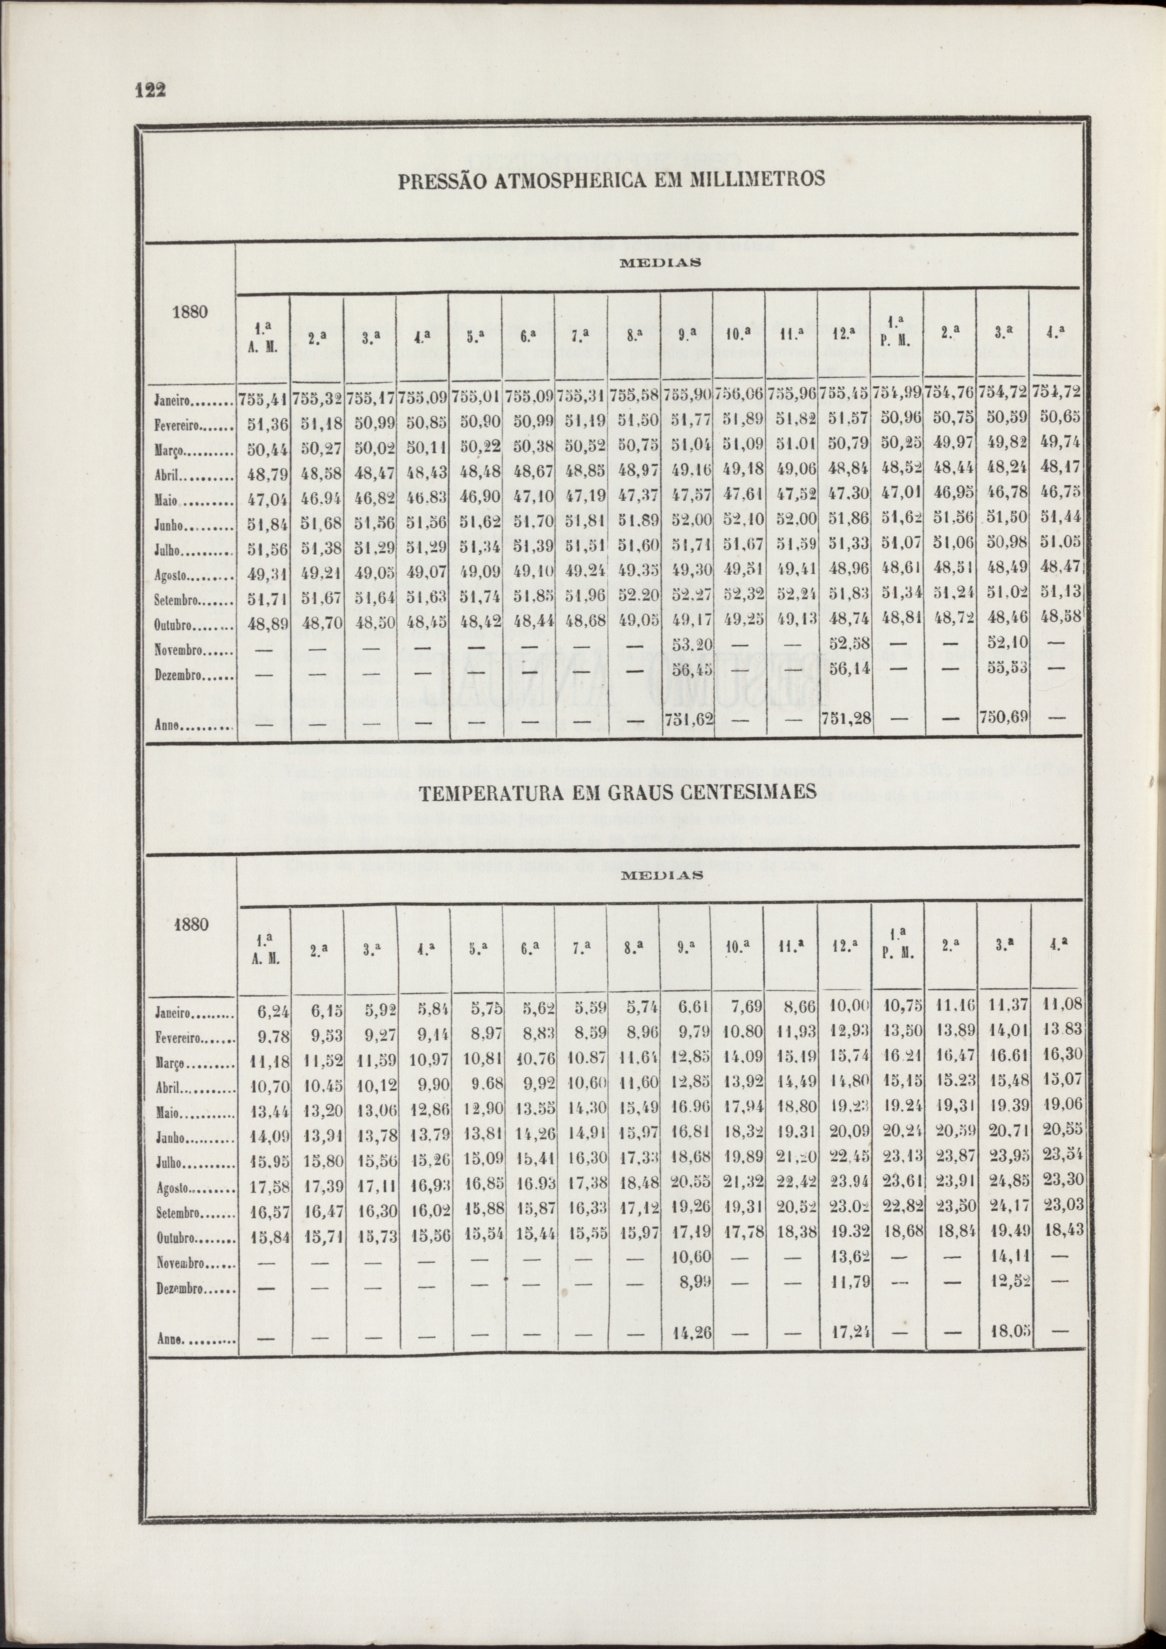 122
PRESSÃO ATMOSPHERICA EM MILLIMETROS
1880
MEDIAS
1.ª A. M. 2.ª 3.ª 4.ª 5.ª 6.ª 7.ª 8.ª 9.ª 10.ª 11.ª 12.ª 1.ª P. M. 2.ª 3.ª 4.ª
Janeiro........ 755,41 755,32 755,17 755,09 755,01 755,09 755,31 755,58 755,90 756,06 755,96 755,45 754,99 754,76 754,72 754,72
Fevereiro....... 51,36 51,18 50,99 50,85 50,90 50,99 51,19 51,50 51,77 51,89 51,82 51,57 50,96 50,75 50,59 50,65
Março.......... 50,44 50,27 50,02 50,11 50,22 50,38 50,52 50,75 51,04 51,09 51.01 50,79 50,25 49,97 49,82 49,74
Abril........... 48,79 48,58 48,47 48,43 48,48 48,67 48,85 48,97 49.16 49,18 49,06 48,84 48,52 48,44 48,24 48,17
Maio........... 47,04 46.94 46,82 46.83 46,90 47,10 47,19 47,37 47,57 47,61 47,52 47.30 47,01 46,95 46,78 46,75
Junho.......... 51,84 51,68 51,56 51,56 51,62 51.70 51,81 51.89 52,00 52,10 52,00 51,86 51,62 51,56 51,50 51,44
Julho........... 51,56 51,38 51,29 51,29 51,34 51,39 51,51 51,60 51,71 51,67 51,59 51,33 51,07 51,06 50,98 51,05
Agosto.......... 49,31 49,21 49,05 49,07 49,09 49,10 49.24 49.35 49,30 49,51 49,41 48,96 48,61 48,51 48,49 48,47
Setembro....... 51,71 51,67 51,64 51,63 51,74 51,85 51,96 52.20 52.27 52,32 52,24 51,83 51,34 51,24 51.02 51,13
Outubro........ 48,89 48,70 48,50 48,45 48,42 48,44 48,68 49,05 49,17 49,25 49,13 48,74 48,81 48,72 48,46 48,58
Novembro...... — — — — — — — — 53.20 — — 52,58 — — 52,10 —
Dezembro...... — — — — — — — — 56,45 — — 56,14 — — 55,53 —
Anno.......... — — — — — — — — 751,62 — — 751,28 — — 750,69 —
TEMPERATURA EM GRAUS CENTESIMAES
1880
MEDIAS
1.ª A. M. 2.ª 3.ª 4.ª 5.ª 6.ª 7.ª 8.ª 9.ª 10.ª 11.ª 12.ª 1.ª P. M. 2.ª 3.ª 4.ª
Janeiro......... 6,24 6,15 5,92 5,84 5,75 5,62 5,59 5,74 6,61 7,69 8,66 10,00 10,75 11.16 11,37 11,08
Fevereiro....... 9.78 9,53 9,27 9,14 8,97 8,83 8,59 8,96 9,79 10,80 11,93 12,93 13,50 13,89 14,01 13.83
Março.......... 11,18 11,52 11,59 10,97 10,81 10,76 10.87 11,64 12,85 14,09 15,19 15,74 16 21 16,47 16.61 16,30
Abril........... 10,70 10.45 10,12 9,90 9.68 9,92 10,60 11,60 12,85 13,92 14,49 14,80 15,15 15.23 15,48 15,07
Maio........... 13,44 13,20 13,06 12,86 12,90 13.55 14,30 15,49 16.96 17,94 18,80 19.23 19.24 19,31 19.39 19,06
Junho.......... 14,09 13,91 13,78 13.79 13,81 14,26 14,91 15,97 16,81 18,32 19.31 20,09 20,24 20,59 20.71 20,55
Julho.......... 15.95 15,80 15,56 15,26 15,09 15,41 16,30 17,33 18,68 19,89 21,20 22,45 23,13 23,87 23,95 23,54
Agosto......... 17,58 17,39 17,11 16,93 16,85 16.93 17,38 18,48 20,55 21,32 22,42 23.94 23,61 23,91 24,85 23,30
Setembro....... 16,57 16,47 16,30 16,02 15,88 15,87 16,33 17,12 19,26 19,31 20,52 23.02 22,82 23,50 24,17 23,03
Outubro........ 15,84 15,71 15,73 15,56 15,54 15,44 15,55 15,97 17,19 17,78 18,38 19.32 18,68 18,84 19.49 18,43
Novembro...... — — — — — — — — 10,60 — — 13,62 — — 14,11 —
Dezembro...... — — — — — — — — 8,99 — — 11,79 — — 12,52 —
Anno.......... — — — — — — — — 14,26 — — 17,24 — — 18,05 —